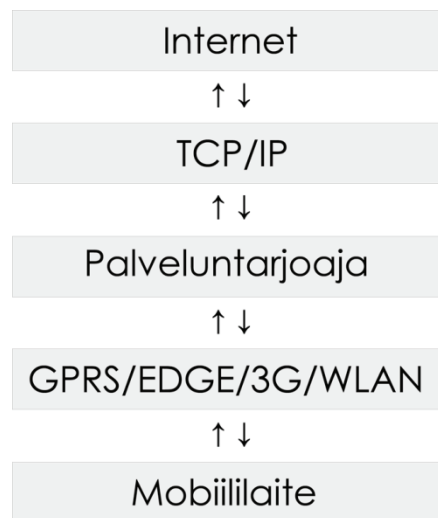 Internet
↑↓
TCP/IP
↑↓
Palveluntarjoaja
↑↓
GPRS/EDGE/3G/WLAN
↑↓
Mobiililaite